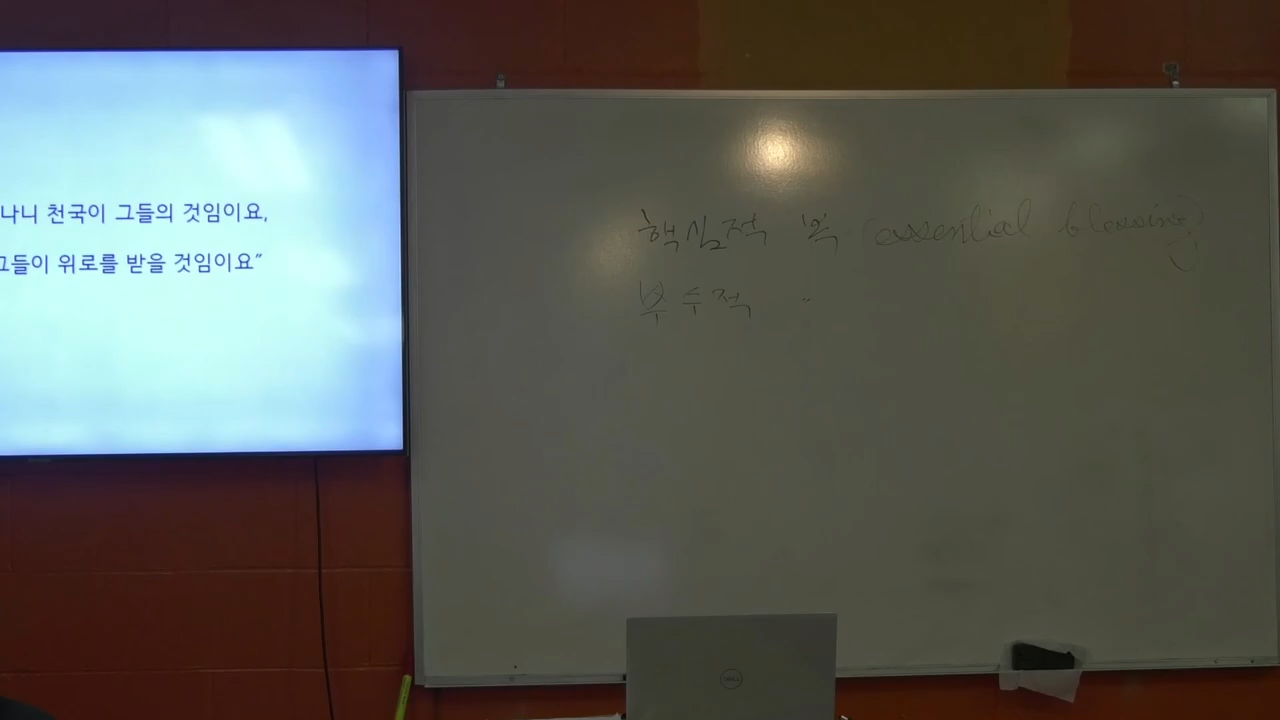 나니 천국이 그들의 것임이요,
그들이 위로를 받을 것임이요"
핵심적 복 (essential blessing)
부수적 "
DELL